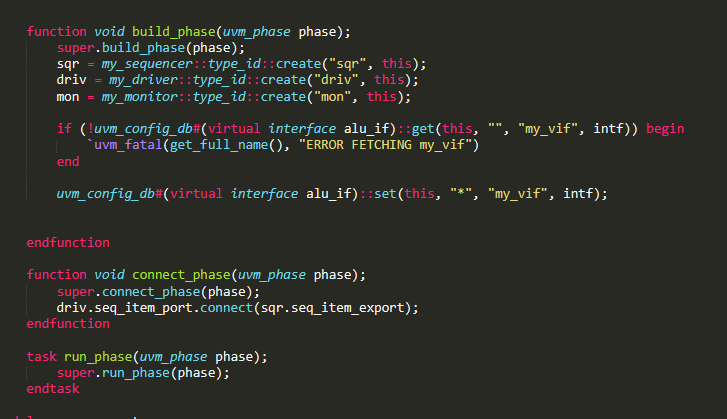 function void build_phase(uvm_phase phase);
super.build_phase(phase);
sqr = my_sequencer::type_id::create("sqr", this);
driv = my_driver::type_id::create("driv", this);
mon = my_monitor::type_id::create("mon", this);
if (!uvm_config_db#(virtual interface alu_if)::get(this, "", "my_vif", intf)) begin
`uvm_fatal(get_full_name(), "ERROR FETCHING my_vif")
end
uvm_config_db#(virtual interface alu_if)::set(this, "*", "my_vif", intf);
endfunction
function void connect_phase(uvm_phase phase);
super.connect_phase(phase);
driv.seq_item_port.connect(sqr.seq_item_export);
endfunction
task run_phase(uvm_phase phase);
super.run_phase(phase);
endtask